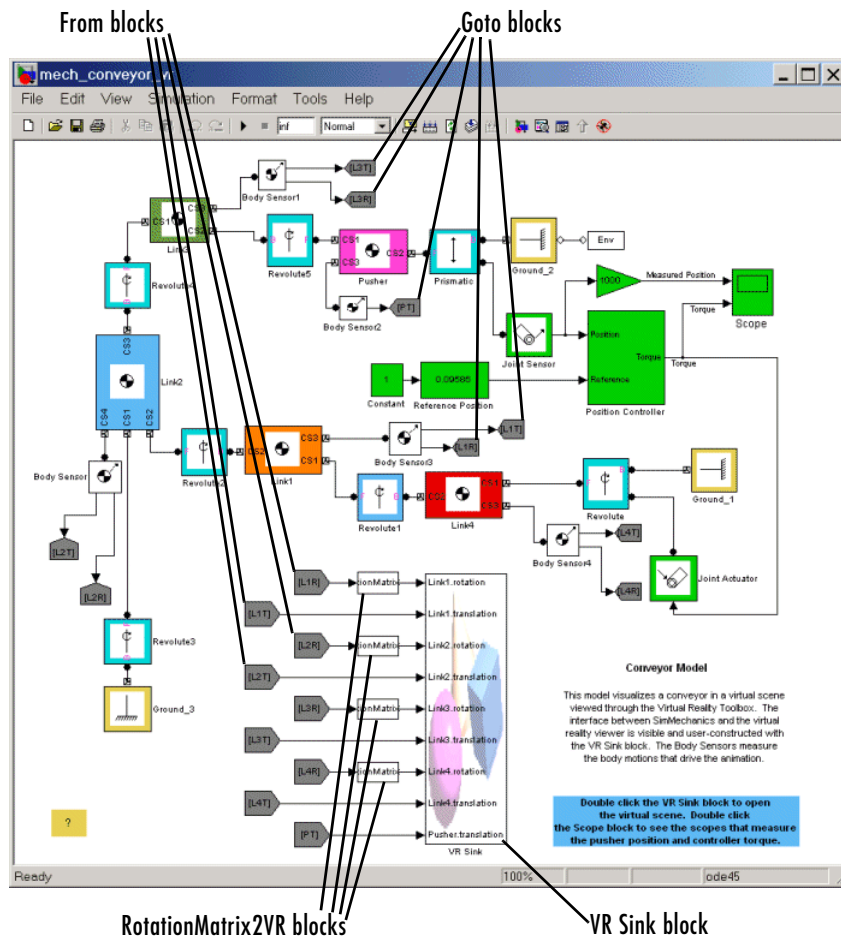 From blocks
Goto blocks
mech_conveyor_vr
File Edit View Simulation Format Tools Help
inf
Normal
[L3T]
[L3R]
Body Sensor1
CS3
CS1
CS2
Link3
Revolute5
CS1
CS3
CS2
Pusher
Prismatic
Ground_2
Env
Revolute4
Body Sensor2
[PT]
1000
Measured Position
Torque
Scope
Joint Sensor
Position
Reference
Torque
Torque
Position Controller
CS3
CS4
CS1
CS2
Link2
1
Constant
0.09585
Reference Position
[L1T]
[L1R]
Body Sensor3
Body Sensor
Revolute2
CS2
CS3
CS1
Link1
Revolute1
CS2
CS1
CS3
Link4
Revolute
Ground_1
[L2T]
[L2R]
Body Sensor4
[L4T]
[L4R]
Joint Actuator
Revolute3
Ground_3
[L1R]
ionMatrix
Link1.rotation
[L1T]
Link1.translation
[L2R]
ionMatrix
Link2.rotation
[L2T]
Link2.translation
[L3R]
ionMatrix
Link3.rotation
[L3T]
Link3.translation
[L4R]
ionMatrix
Link4.rotation
[L4T]
Link4.translation
[PT]
Pusher.translation
VR Sink
Conveyor Model
This model visualizes a conveyor in a virtual scene
viewed through the Virtual Reality Toolbox. The
interface between SimMechanics and the virtual
reality viewer is visible and user-constructed with
the VR Sink block. The Body Sensors measure
the body motions that drive the animation.
Double click the VR Sink block to open
the virtual scene. Double click
the Scope block to see the scopes that measure
the pusher position and controller torque.
?
Ready
100%
ode45
RotationMatrix2VR blocks
VR Sink block